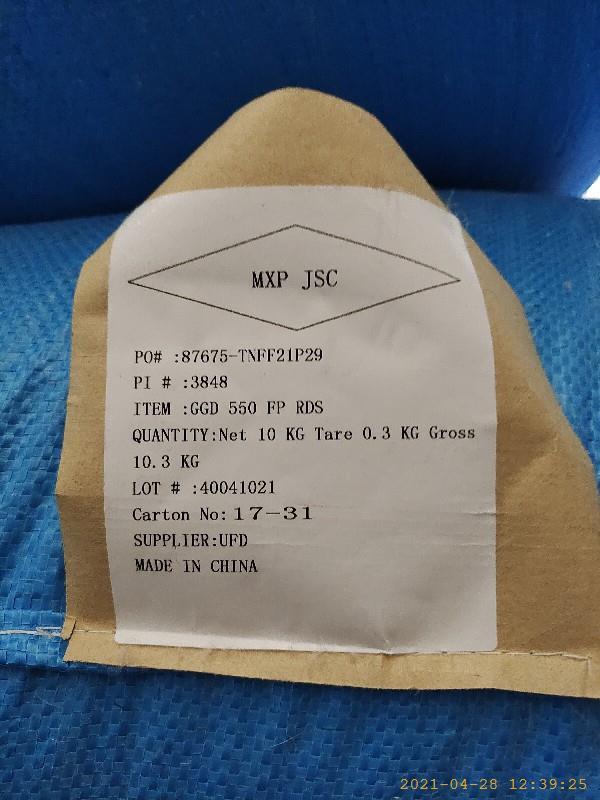 MXP JSC
PO# :87675-TNFF21P29
PI # :3848
ITEM :GGD 550 FP RDS
QUANTITY:Net 10 KG Tare 0.3 KG Gross
10.3 KG
LOT # :40041021
Carton No:17-31
SUPPLIER:UFD
MADE IN CHINA
2021-04-28 12:39:25